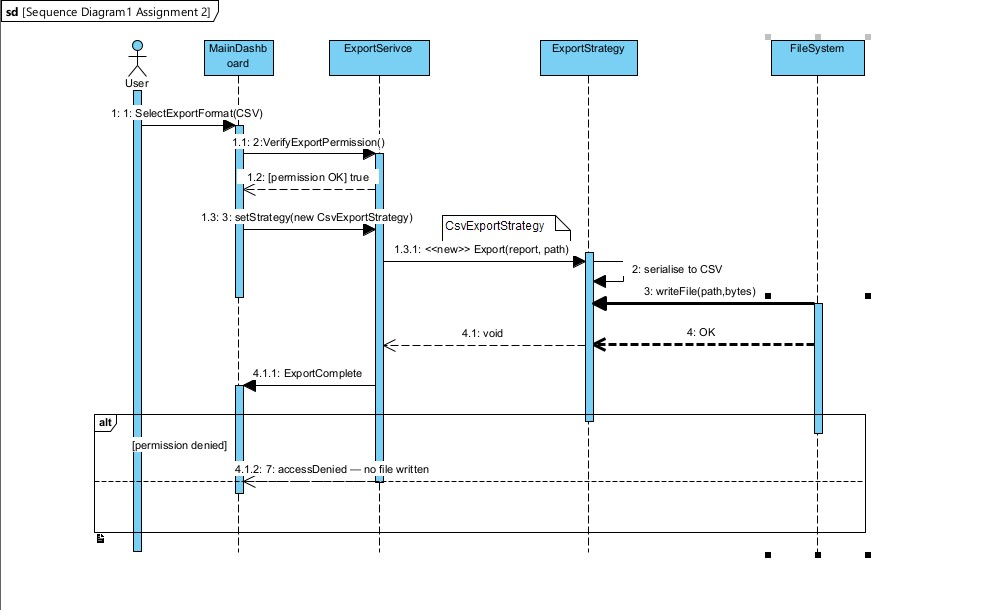 sd [Sequence Diagram1 Assignment 2]
MaiinDashb
oard
ExportSerivce
ExportStrategy
FileSystem
User
1: 1: SelectExportFormat(CSV)
1.1: 2:VerifyExportPermission()
1.2: [permission OK] true
1.3: 3: setStrategy(new CsvExportStrategy)
CsvExportStrategy
1.3.1: <<new>> Export(report, path)
2: serialise to CSV
3: writeFile(path,bytes)
4.1: void
4: OK
4.1.1: ExportComplete
alt
[permission denied]
4.1.2: 7: accessDenied — no file written